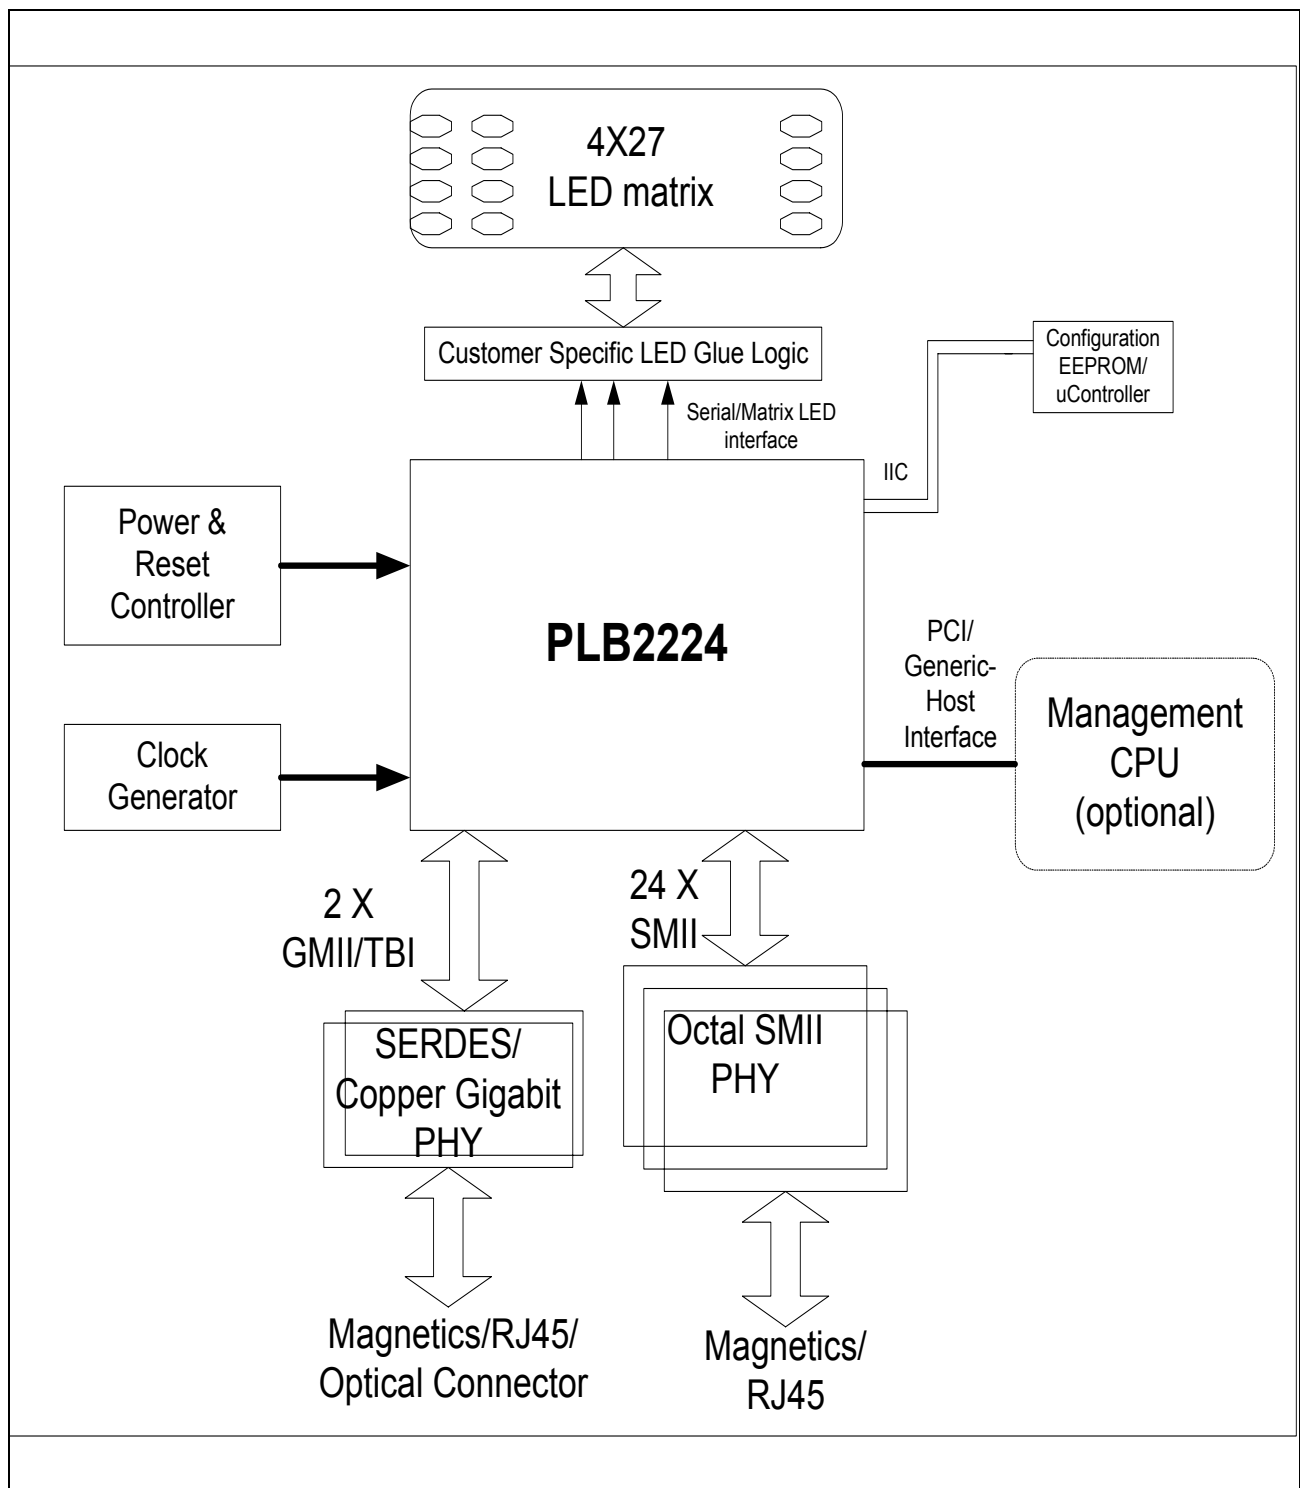 4X27
LED matrix
Customer Specific LED Glue Logic
Configuration
EEPROM/
uController
Serial/Matrix LED
interface
IIC
Power &
Reset
Controller
PLB2224
PCI/
Generic-
Host
Interface
Management
CPU
(optional)
Clock
Generator
2 X
GMII/TBI
24 X
SMII
SERDES/
Copper Gigabit
PHY
Octal SMII
PHY
Magnetics/RJ45/
Optical Connector
Magnetics/
RJ45